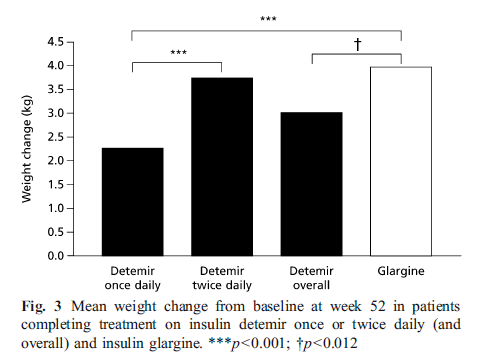 ***
4.5
4.0
3.5
3.0
2.5
2.0
1.5
1.0
0.5
0.0
Weight change (kg)
***
†
Detemir
once daily
Detemir
twice daily
Detemir
overall
Glargine
Fig. 3 Mean weight change from baseline at week 52 in patients
completing treatment on insulin detemir once or twice daily (and
overall) and insulin glargine. ***p<0.001; †p<0.012